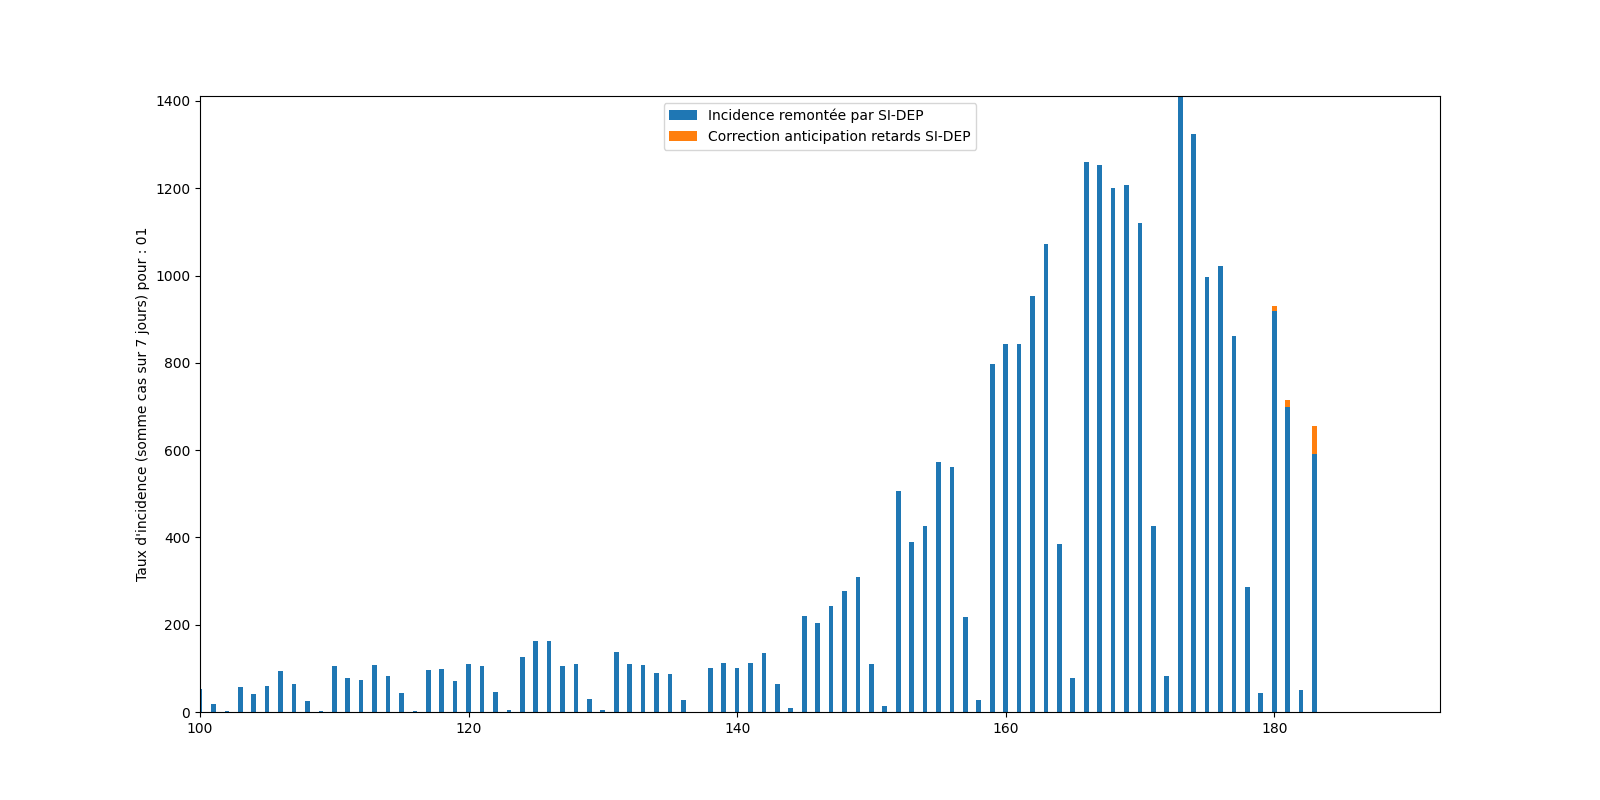 Incidence remontée par SI-DEP
Correction anticipation retards SI-DEP
Taux d'incidence (somme cas sur 7 jours) pour : 01
1400
1200
1000
800
600
400
200
0
100 120 140 160 180